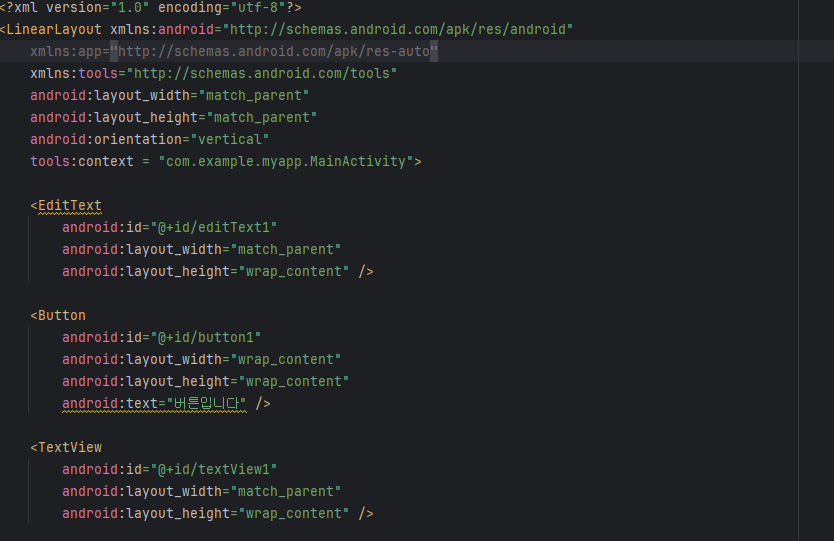 <?xml version="1.0" encoding="utf-8"?>
<LinearLayout xmlns:android="http://schemas.android.com/apk/res/android"
xmlns:app="http://schemas.android.com/apk/res-auto"
xmlns:tools="http://schemas.android.com/tools"
android:layout_width="match_parent"
android:layout_height="match_parent"
android:orientation="vertical"
tools:context = "com.example.myapp.MainActivity">
<EditText
android:id="@+id/editText1"
android:layout_width="match_parent"
android:layout_height="wrap_content" />
<Button
android:id="@+id/button1"
android:layout_width="wrap_content"
android:layout_height="wrap_content"
android:text="버튼입니다" />
<TextView
android:id="@+id/textView1"
android:layout_width="match_parent"
android:layout_height="wrap_content" />